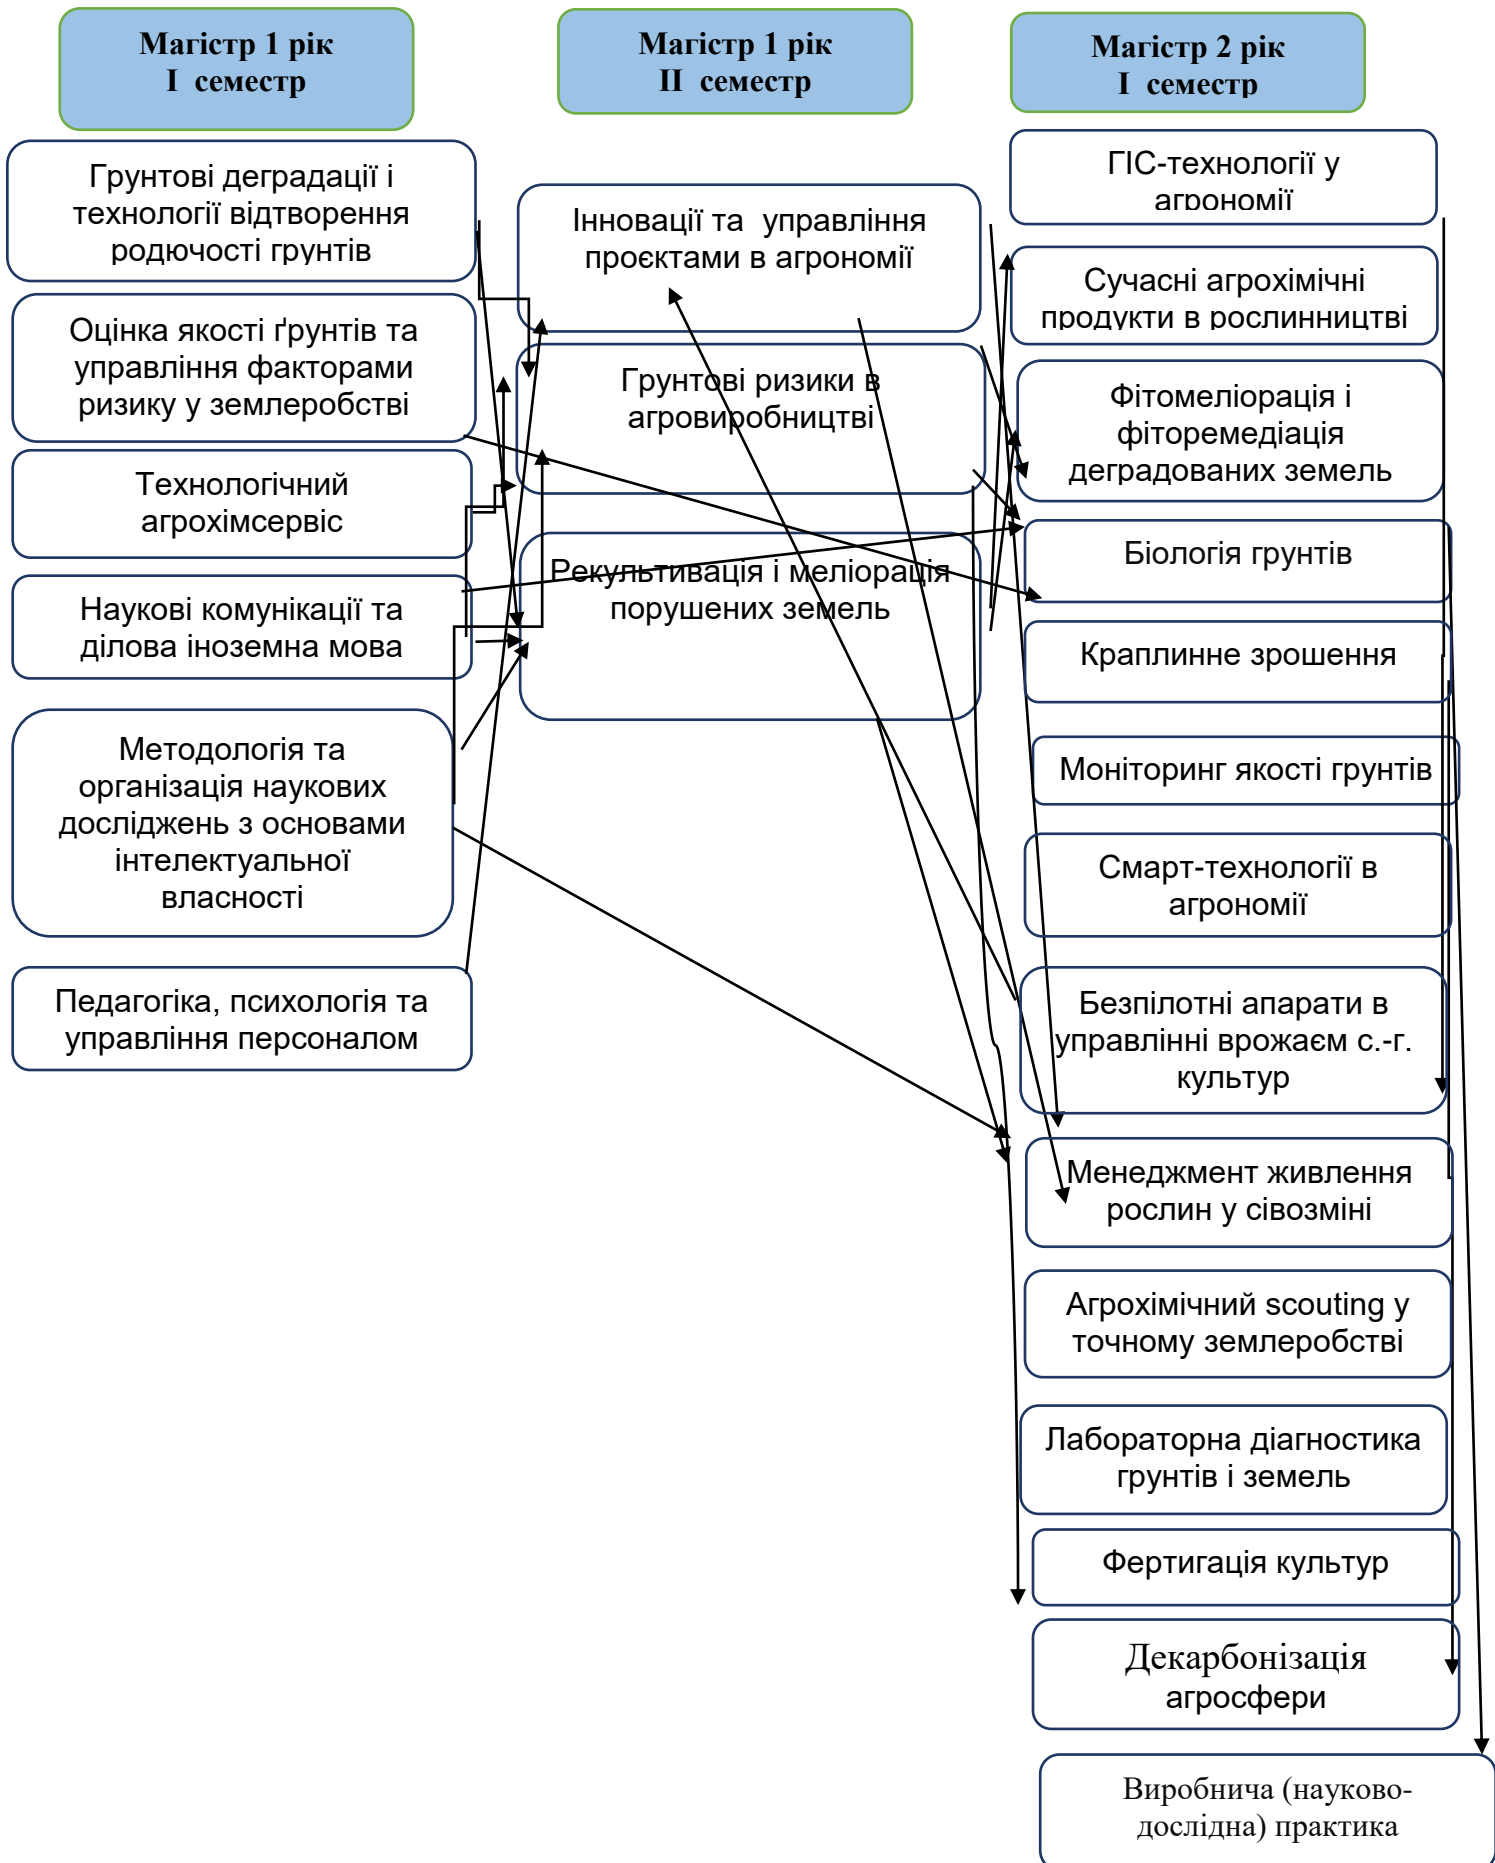 Магістр 1 рік
І семестр
Грунтові деградації і
технології відтворення
родючості грунтів
Оцінка якості ґрунтів та
управління факторами
ризику у землеробстві
Технологічний
агрохімсервіс
Наукові комунікації та
ділова іноземна мова
Методологія та
організація наукових
досліджень з основами
інтелектуальної
власності
Педагогіка, психологія та
управління персоналом
Магістр 1 рік
ІІ семестр
Інновації та управління
проєктами в агрономії
Грунтові ризики в
агровиробництві
Рекультивація і меліорація
порушених земель
Магістр 2 рік
І семестр
ГІС-технології у
агрономії
Сучасні агрохімічні
продукти в рослинництві
Фітомеліорація і
фіторемедіація
деградованих земель
Біологія грунтів
Краплинне зрошення
Моніторинг якості грунтів
Смарт-технології в
агрономії
Безпілотні апарати в
управлінні врожаєм с.-г.
культур
Менеджмент живлення
рослин у сівозміні
Агрохімічний scouting у
точному землеробстві
Лабораторна діагностика
грунтів і земель
Фертигація культур
Декарбонізація
агросфери
Виробнича (науково-
дослідна) практика